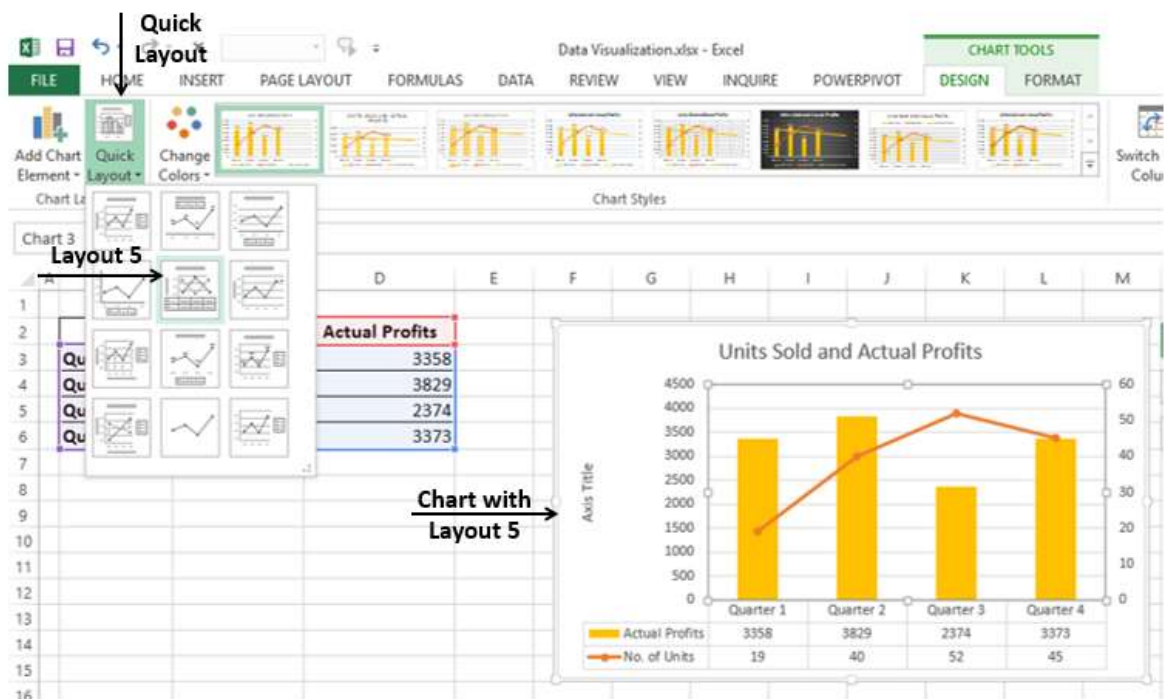 Quick
Layout
Data Visualization.xlsx - Excel
CHART TOOLS
FILE HOME INSERT PAGE LAYOUT FORMULAS DATA REVIEW VIEW INQUIRE POWERPIVOT DESIGN FORMAT
Add Chart Quick Change Switch
Element Layout Colors Colu
Chart La Chart Styles
Chart 3
Layout 5
A D E F G H I J K L M
1
2 Actual Profits
3 Qu 3358
4 Qu 3829
5 Qu 2374
6 Qu 3373
7
8
9
10
11
12
13
14
15
16
Chart with
Layout 5
Units Sold and Actual Profits
Axis Title
4500 60
4000
3500 50
3000 40
2500
2000 30
1500 20
1000 10
500
0 0
Quarter 1 Quarter 2 Quarter 3 Quarter 4
Actual Profits 3358 3829 2374 3373
No. of Units 19 40 52 45